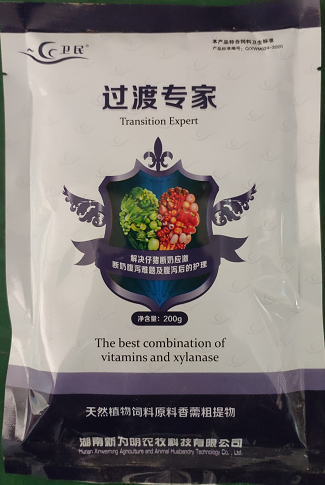 卫民®
本产品符合饲料卫生标准
过渡专家
Transition Expert
解决仔猪断奶应激
断奶腹泻难题及腹泻后的护理
净含量：200g
The best combination of
vitamins and xylanase
天然植物饲料原料香薷粗提物
湖南新为明农牧科技有限公司
Hunan Xinweiming Agriculture and Animal Husbandry Technology Co., Ltd.